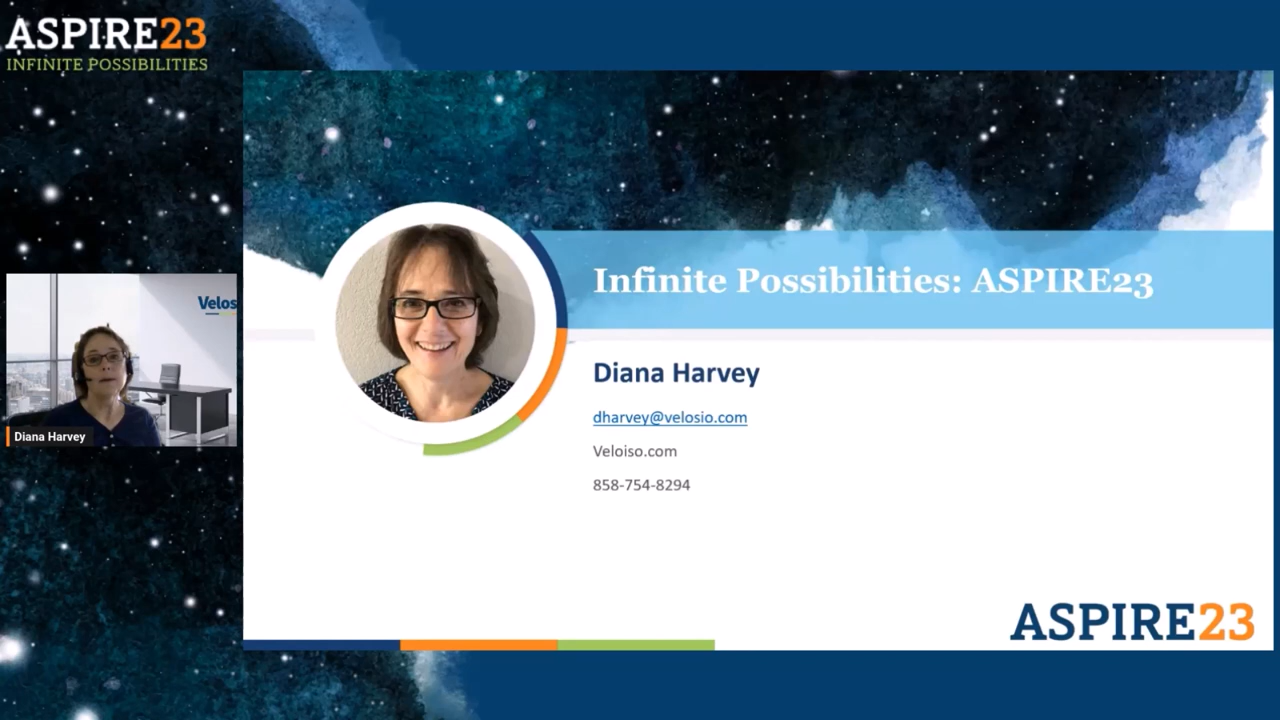 ASPIRE23
INFINITE POSSIBILITIES
Velos
Diana Harvey
Infinite Possibilities: ASPIRE23
Diana Harvey
dharvey@velosio.com
Veloiso.com
858-754-8294
ASPIRE23